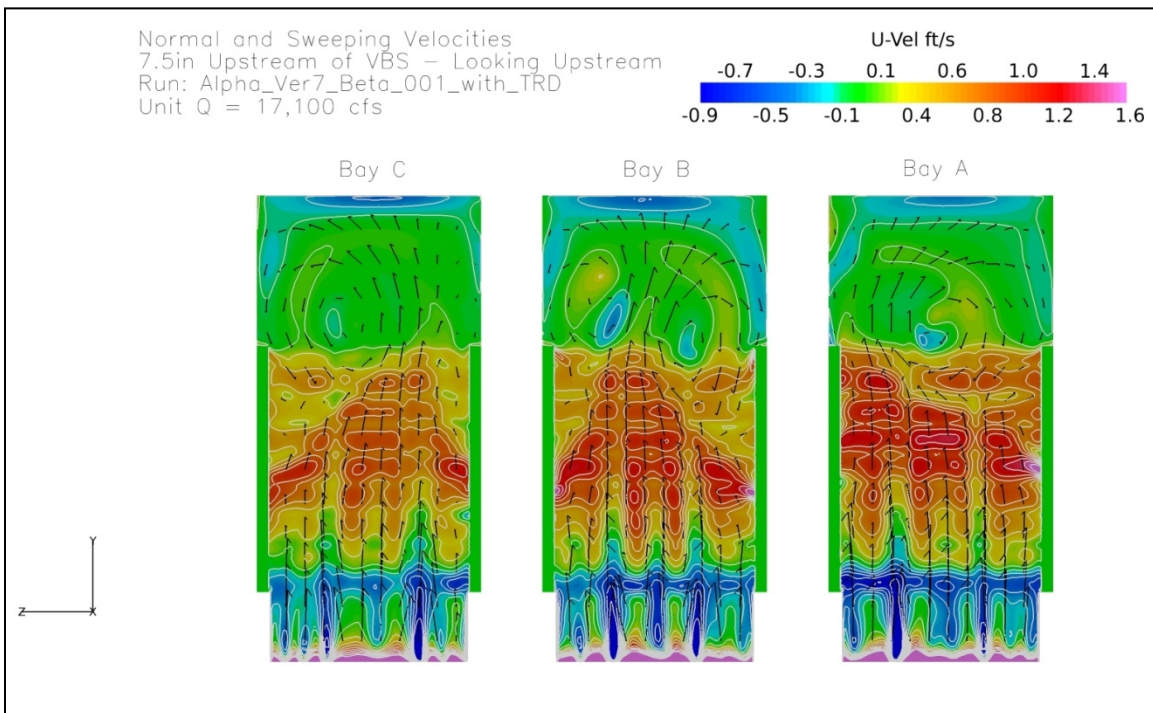 Normal and Sweeping Velocities
7.5in Upstream of VBS – Looking Upstream
Run: Alpha_Ver7_Beta_001_with_TRD
Unit Q = 17,100 cfs
U-Vel ft/s
-0.7 -0.3 0.1 0.6 1.0 1.4
-0.9 -0.5 -0.1 0.4 0.8 1.2 1.6
Bay C Bay B Bay A
Y
Z X